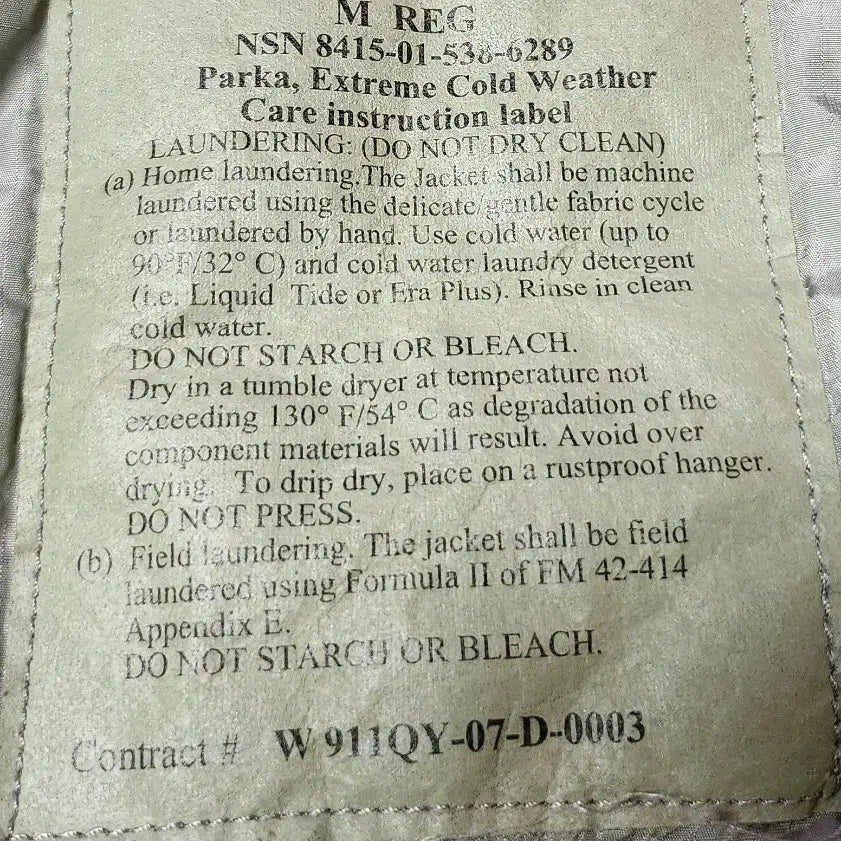 M REG
NSN 8415-01-538-6289
Parka, Extreme Cold Weather
Care instruction label
LAUNDERING: (DO NOT DRY CLEAN)
(a) Home laundering.The Jacket shall be machine
laundered using the delicate/gentle fabric cycle
or laundered by hand. Use cold water (up to
90°F/32° C) and cold water laundry detergent
(i.e. Liquid Tide or Era Plus). Rinse in clean
cold water.
DO NOT STARCH OR BLEACH.
Dry in a tumble dryer at temperature not
exceeding 130° F/54° C as degradation of the
component materials will result. Avoid over
drying. To drip dry, place on a rustproof hanger.
DO NOT PRESS.
(b) Field laundering. The jacket shall be field
laundered using Formula II of FM 42-414
Appendix E.
DO NOT STARCH OR BLEACH.
Contract # W911QY-07-D-0003